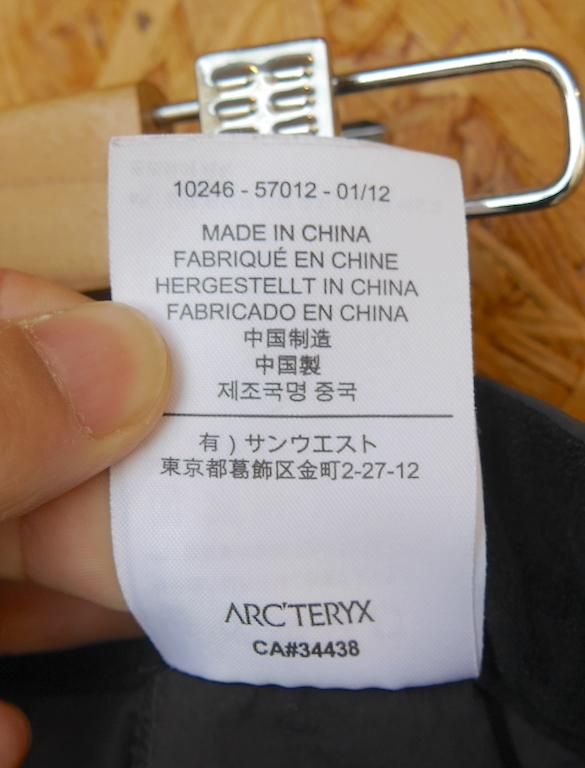 10246 - 57012 - 01/12
MADE IN CHINA
FABRIQUÉ EN CHINE
HERGESTELLT IN CHINA
FABRICADO EN CHINA
中国制造
中国製
제조국명 중국
有）サンウエスト
東京都葛飾区金町2-27-12
ARC'TERYX
CA#34438